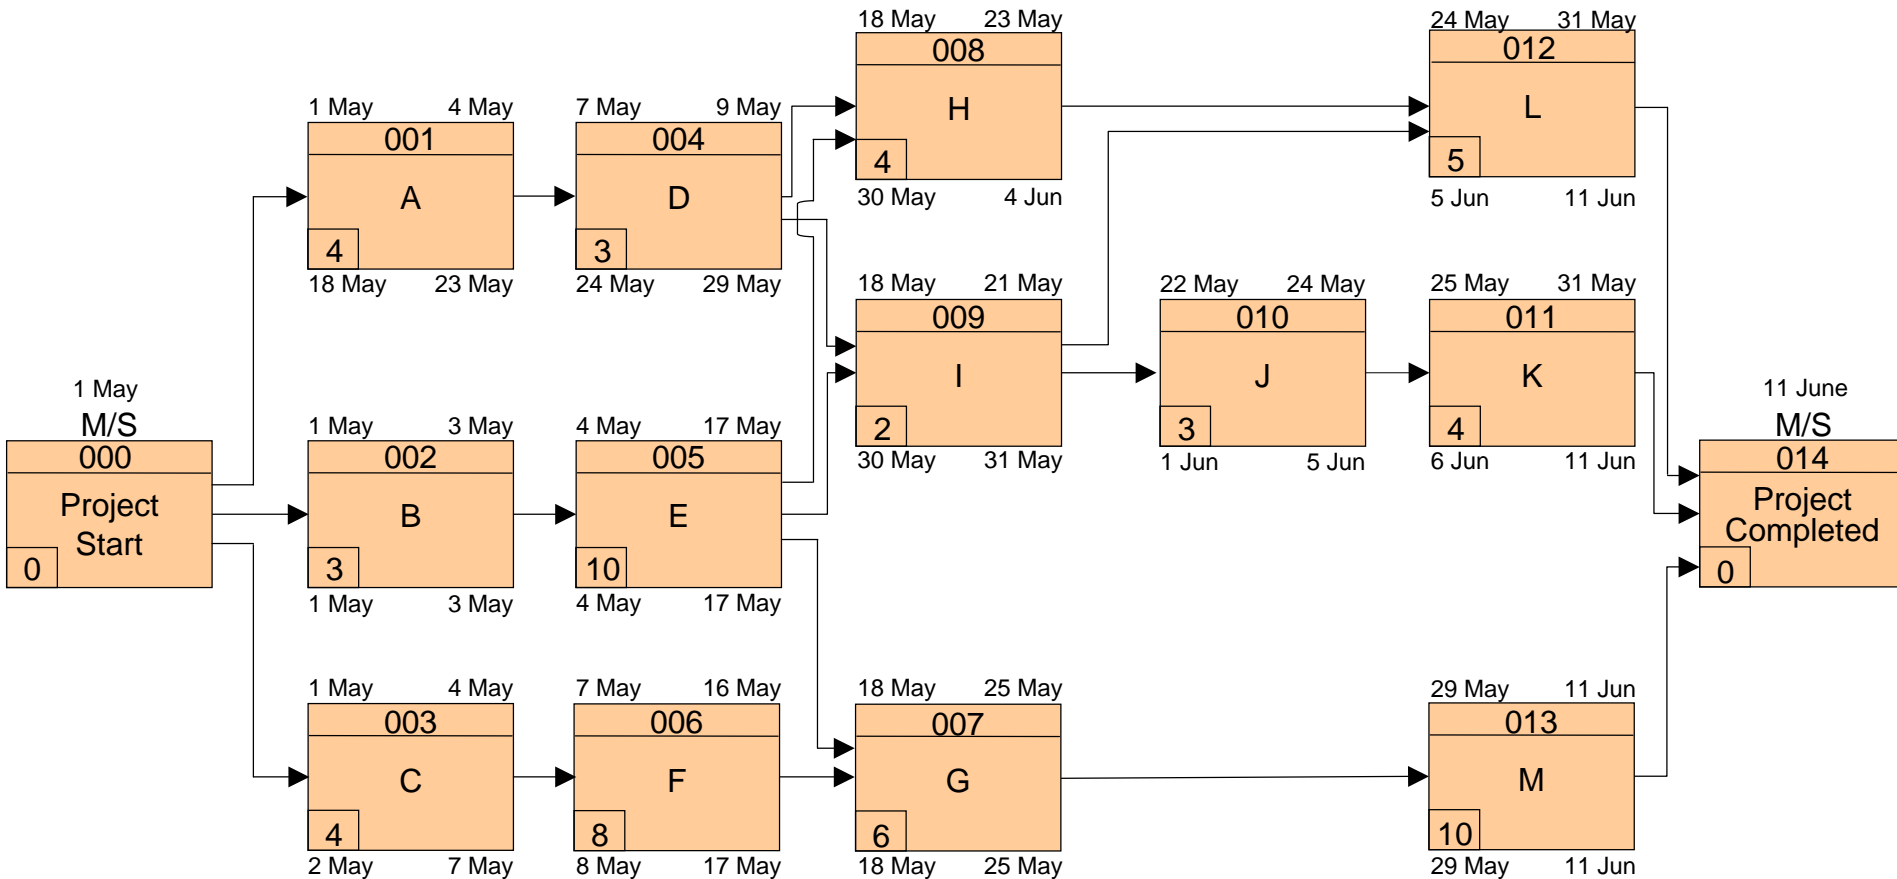 1 May
M/S
000
Project
Start
0
1 May 4 May
001
A
4
18 May 23 May
7 May 9 May
004
D
3
24 May 29 May
1 May 3 May
002
B
3
1 May 3 May
4 May 17 May
005
E
10
4 May 17 May
1 May 4 May
003
C
4
2 May 7 May
7 May 16 May
006
F
8
8 May 17 May
18 May 23 May
008
H
4
30 May 4 Jun
18 May 21 May
009
I
2
30 May 31 May
22 May 24 May
010
J
3
1 Jun 5 Jun
18 May 25 May
007
G
6
18 May 25 May
24 May 31 May
012
L
5
5 Jun 11 Jun
25 May 31 May
011
K
4
6 Jun 11 Jun
29 May 11 Jun
013
M
10
29 May 11 Jun
11 June
M/S
014
Project
Completed
0